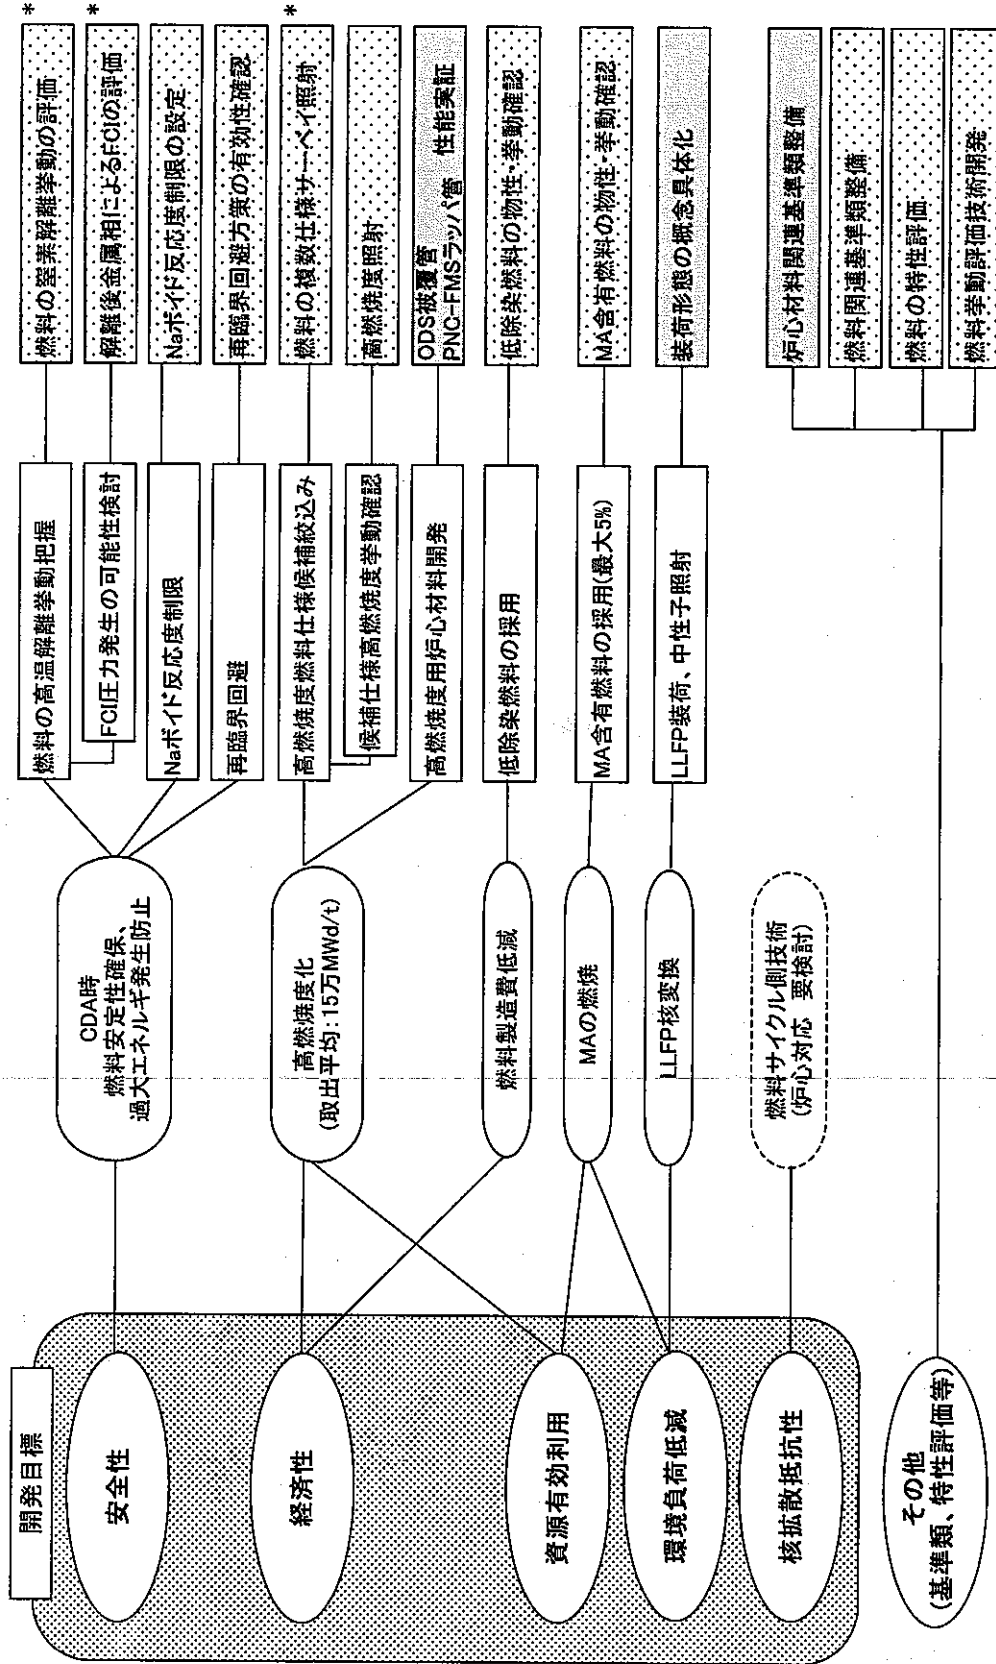 開発目標
安全性
経済性
資源有効利用
環境負荷低減
核拡散抵抗性
その他
(基準類、特性評価等)
CDA時
燃料安定性確保、
過大エネルギ発生防止
高燃焼度化
(取出平均:15万MWd/t)
燃料製造費低減
MAの燃焼
LLFP核変換
燃料サイクル側技術
(炉心対応 要検討)
燃料の高温解離挙動把握
FCI圧力発生の可能性検討
Naボイド反応度制限
再臨界回避
高燃焼度燃料仕様候補絞込み
候補仕様高燃焼度挙動確認
高燃焼度用炉心材料開発
低除染燃料の採用
MA含有燃料の採用(最大5%)
LLFP装荷、中性子照射
燃料の窒素解離挙動の評価 *
解離後金属相によるFCIの評価 *
Naボイド反応度制限の設定
再臨界回避方策の有効性確認
燃料の複数仕様サーベイ照射 *
高燃焼度照射
ODS被覆管
PNC-FMSラッパ管 性能実証
低除染燃料の物性・挙動確認
MA含有燃料の物性・挙動確認
装荷形態の概念具体化
炉心材料関連基準類整備
燃料関連基準類整備
燃料の特性評価
燃料挙動評価技術開発